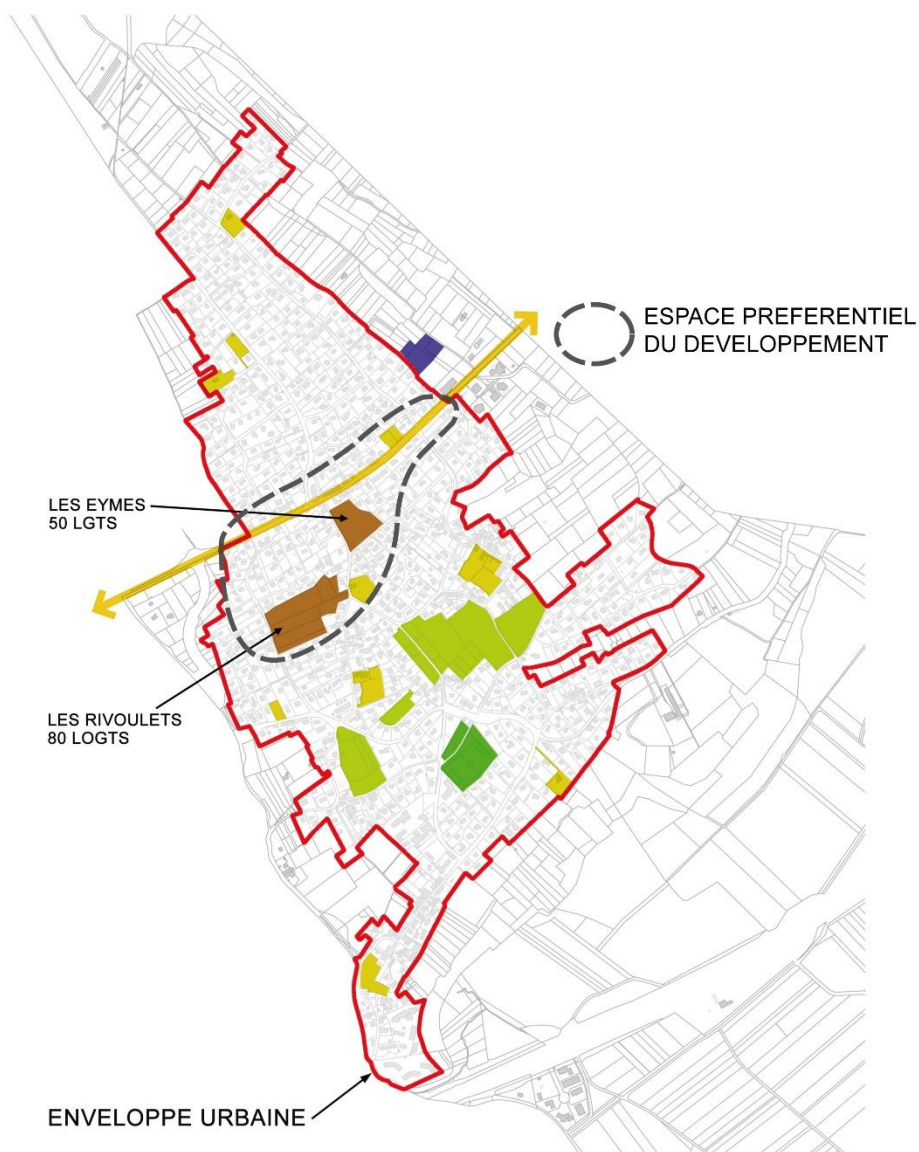 ESPACE PREFERENTIEL
DU DEVELOPPEMENT
LES EYMES
50 LGTS
LES RIVOULETS
80 LOGTS
ENVELOPPE URBAINE